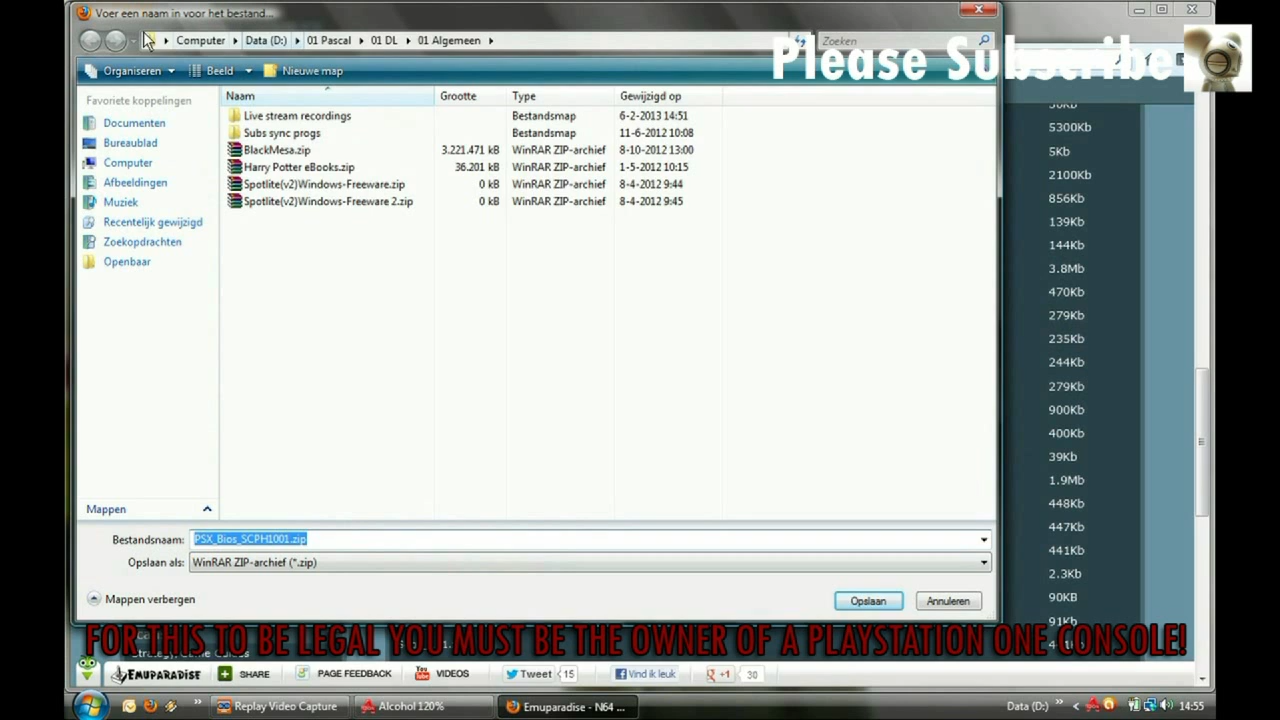 Voer een naam in voor het bestand...
Computer Data (D:) 01 Pascal 01 DL 01 Algemeen Zoeken
Please Subscribe
Organiseren Beeld Nieuwe map
Favoriete koppelingen
Documenten
Bureaublad
Computer
Afbeeldingen
Muziek
Recentelijk gewijzigd
Zoekopdrachten
Openbaar
Mappen
Naam Grootte Type Gewijzigd op
Live stream recordings Bestandsmap 6-2-2013 14:51
Subs sync progs Bestandsmap 11-6-2012 10:08
BlackMesa.zip 3.221.471 kB WinRAR ZIP-archief 8-10-2012 13:00
Harry Potter eBooks.zip 36.201 kB WinRAR ZIP-archief 1-5-2012 10:15
Spotlite(v2)Windows-Freeware.zip 0 kB WinRAR ZIP-archief 8-4-2012 9:44
Spotlite(v2)Windows-Freeware 2.zip 0 kB WinRAR ZIP-archief 8-4-2012 9:45
5300Kb
5Kb
2100Kb
856Kb
139Kb
144Kb
3.8Mb
470Kb
279Kb
235Kb
244Kb
279Kb
900Kb
400Kb
39Kb
1.9Mb
448Kb
447Kb
441Kb
2.3Kb
90KB
91Kb
Bestandsnaam: PSX_Bios_SCPH1001.zip
Opslaan als: WinRAR ZIP-archief (*.zip)
Mappen verbergen Opslaan Annuleren
FOR THIS TO BE LEGAL YOU MUST BE THE OWNER OF A PLAYSTATION ONE CONSOLE!
EMUPARADISE SHARE PAGE FEEDBACK You Tube VIDEOS Tweet 15 Vind ik leuk +1 30
Replay Video Capture Alcohol 120% Emuparadise - N64 ... Data (D:) 14:55